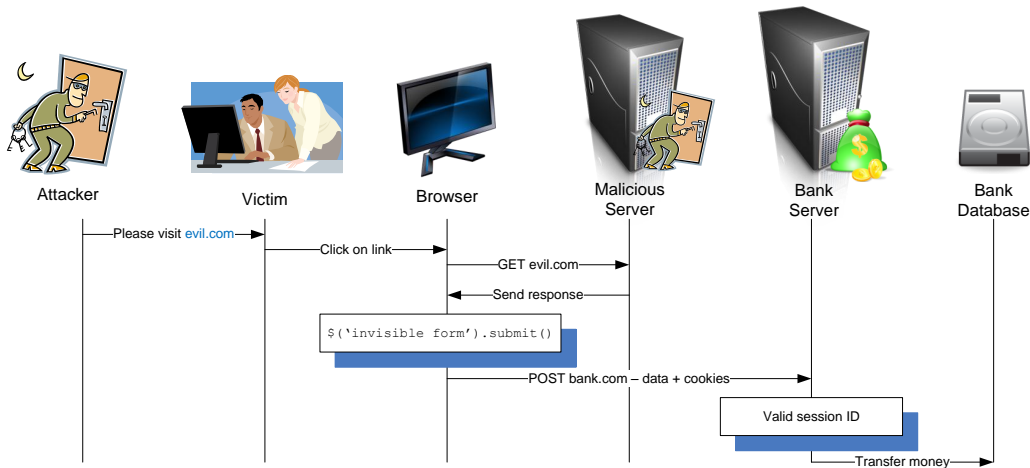 Attacker
Victim
Browser
Malicious
Server
Bank
Server
Bank
Database
Please visit evil.com
Click on link
GET evil.com
Send response
$(‘invisible form’).submit()
POST bank.com – data + cookies
Valid session ID
Transfer money